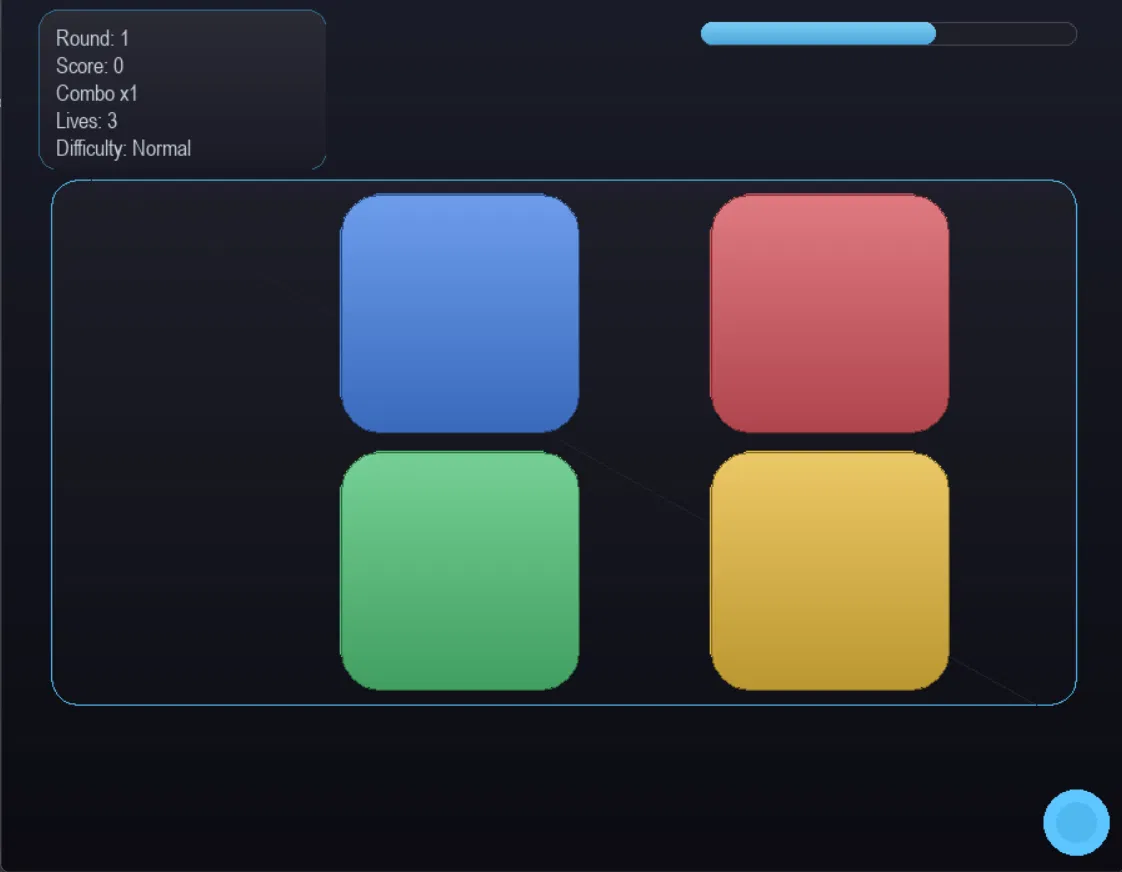 Round: 1
Score: 0
Combo x1
Lives: 3
Difficulty: Normal